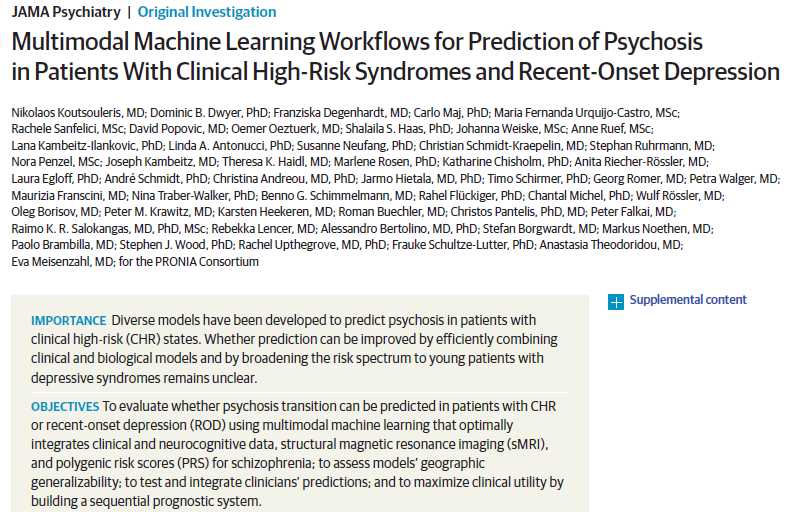 JAMA Psychiatry | Original Investigation
Multimodal Machine Learning Workflows for Prediction of Psychosis
in Patients With Clinical High-Risk Syndromes and Recent-Onset Depression
Nikolaos Koutsouleris, MD; Dominic B. Dwyer, PhD; Franziska Degenhardt, MD; Carlo Maj, PhD; Maria Fernanda Urquijo-Castro, MSc;
Rachele Sanfelici, MSc; David Popovic, MD; Oemer Oeztuerk, MD; Shalaila S. Haas, PhD; Johanna Weiske, MSc; Anne Ruef, MSc;
Lana Kambeitz-Ilankovic, PhD; Linda A. Antonucci, PhD; Susanne Neufang, PhD; Christian Schmidt-Kraepelin, MD; Stephan Ruhrmann, MD;
Nora Penzel, MSc; Joseph Kambeitz, MD; Theresa K. Haidl, MD; Marlene Rosen, PhD; Katharine Chisholm, PhD; Anita Riecher-Rössler, MD;
Laura Egloff, PhD; André Schmidt, PhD; Christina Andreou, MD, PhD; Jarmo Hietala, MD, PhD; Timo Schirmer, PhD; Georg Romer, MD; Petra Walger, MD;
Maurizia Franscini, MD; Nina Traber-Walker, PhD; Benno G. Schimmelmann, MD; Rahel Flückiger, PhD; Chantal Michel, PhD; Wulf Rössler, MD;
Oleg Borisov, MD; Peter M. Krawitz, MD; Karsten Heekeren, MD; Roman Buechler, MD; Christos Pantelis, PhD, MD; Peter Falkai, MD;
Raimo K. R. Salokangas, MD, PhD, MSc; Rebekka Lencer, MD; Alessandro Bertolino, MD, PhD; Stefan Borgwardt, MD; Markus Noethen, MD;
Paolo Brambilla, MD; Stephen J. Wood, PhD; Rachel Upthegrove, MD, PhD; Frauke Schultze-Lutter, PhD; Anastasia Theodoridou, MD;
Eva Meisenzahl, MD; for the PRONIA Consortium
Supplemental content
IMPORTANCE Diverse models have been developed to predict psychosis in patients with
clinical high-risk (CHR) states. Whether prediction can be improved by efficiently combining
clinical and biological models and by broadening the risk spectrum to young patients with
depressive syndromes remains unclear.
OBJECTIVES To evaluate whether psychosis transition can be predicted in patients with CHR
or recent-onset depression (ROD) using multimodal machine learning that optimally
integrates clinical and neurocognitive data, structural magnetic resonance imaging (sMRI),
and polygenic risk scores (PRS) for schizophrenia; to assess models' geographic
generalizability; to test and integrate clinicians' predictions; and to maximize clinical utility by
building a sequential prognostic system.